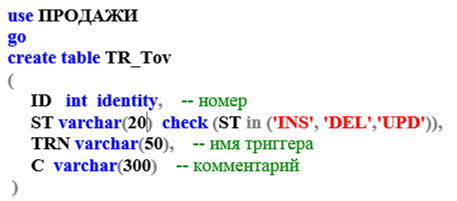 use ПРОДАЖИ
go
create table TR_Tov
(
ID int identity, -- номер
ST varchar(20) check (ST in ('INS', 'DEL','UPD')),
TRN varchar(50), -- имя триггера
C varchar(300) -- комментарий
)